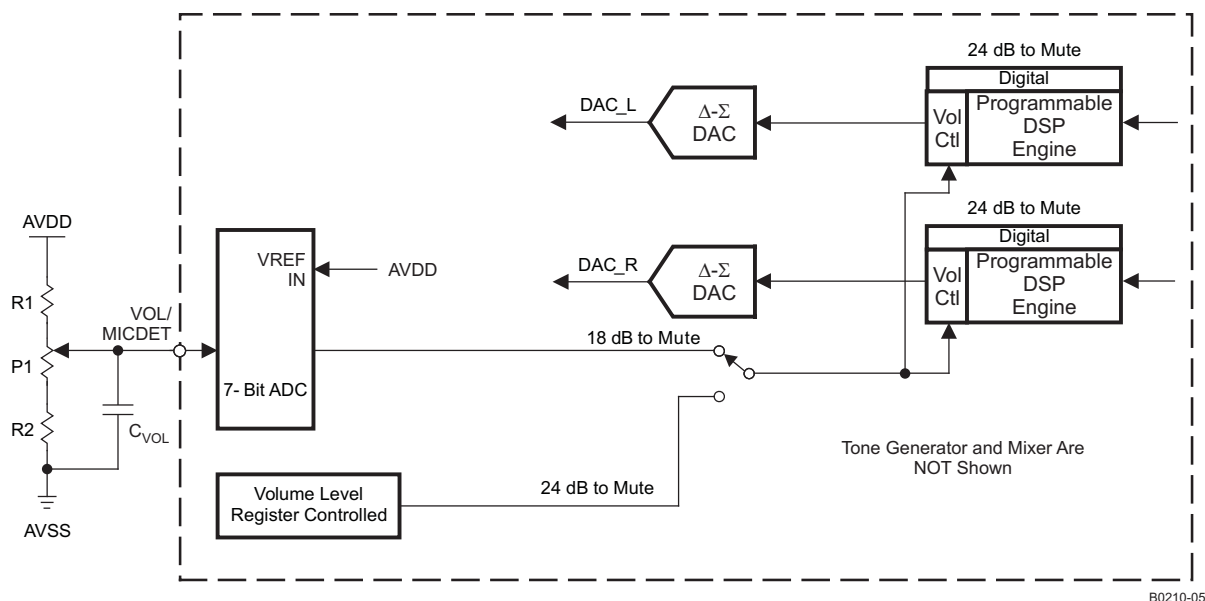 24 dB to Mute
Digital
Vol
Ctl
Programmable
DSP
Engine
DAC_L
Δ-Σ
DAC
24 dB to Mute
Digital
Vol
Ctl
Programmable
DSP
Engine
DAC_R
Δ-Σ
DAC
AVDD
R1
P1
R2
AVSS
VOL/
MICDET
C_VOL
VREF
IN
AVDD
7- Bit ADC
18 dB to Mute
Volume Level
Register Controlled
24 dB to Mute
Tone Generator and Mixer Are
NOT Shown
B0210-05